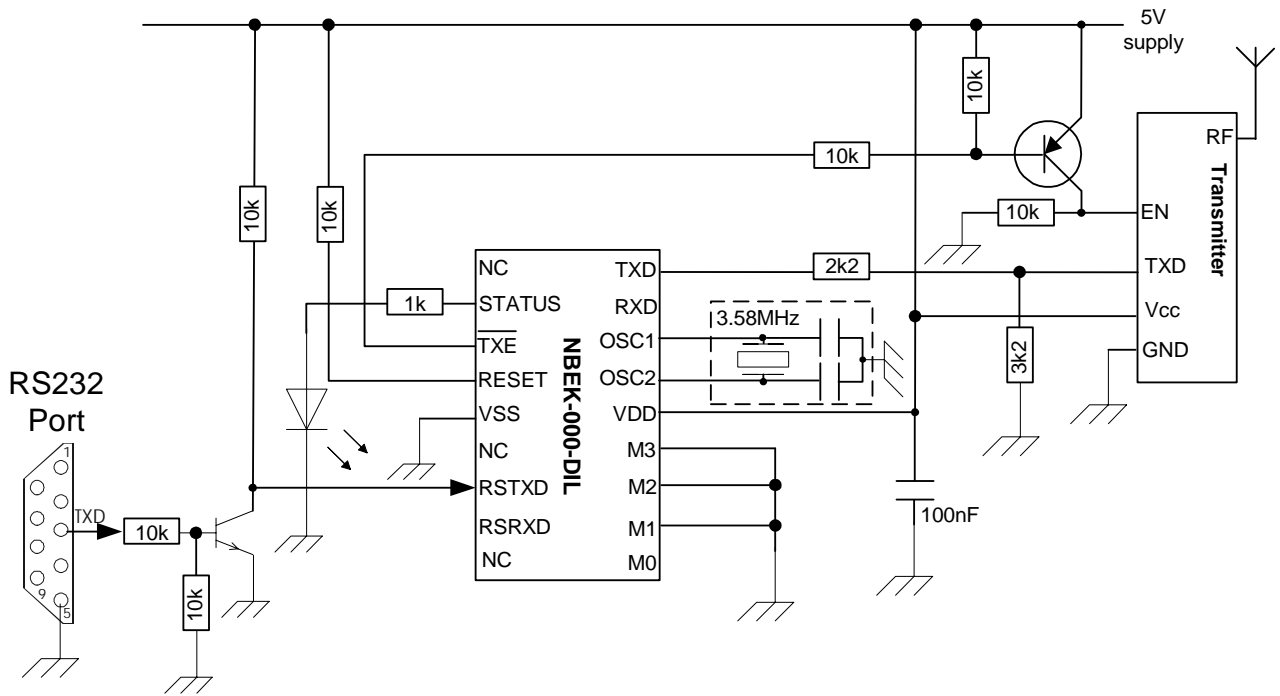 5V
supply
10k
RF
Transmitter
10k
10k
10k
10k
EN
NC
TXD
2k2
TXD
1k
STATUS
RXD
3.58MHz
Vcc
TXE
OSC1
NBEK-000-DIL
GND
3k2
RESET
OSC2
RS232
Port
VSS
VDD
NC
M3
1
RSTXD
M2
TXD
10k
RSRXD
M1
100nF
NC
M0
9
5
10k